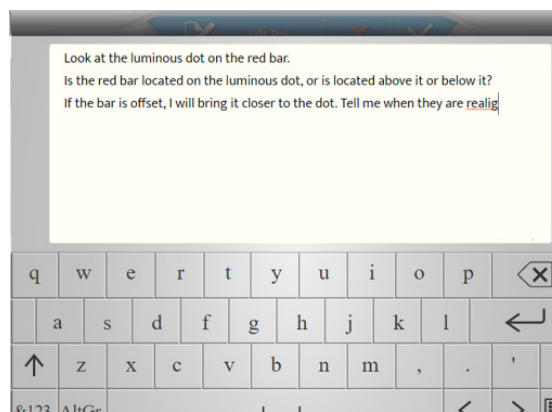 Edit Text
Look at the luminous dot on the red bar.
Is the red bar located on the luminous dot, or is located above it or below it?
If the bar is offset, I will bring it closer to the dot. Tell me when they are realig
q w e r t y u i o p
a s d f g h j k l
z x c v b n m , . '
&123 AltGr